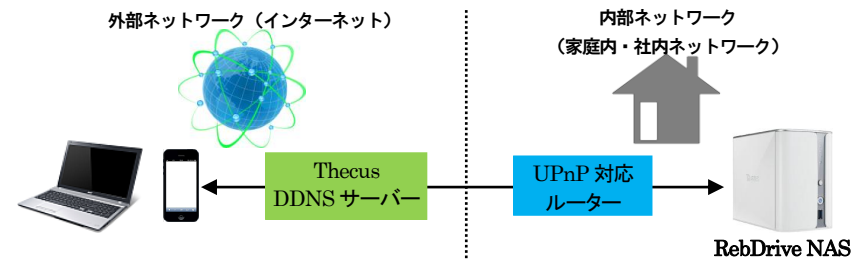 外部ネットワーク（インターネット）
内部ネットワーク
（家庭内・社内ネットワーク）
Thecus
DDNS サーバー
UPnP 対応
ルーター
RebDrive NAS